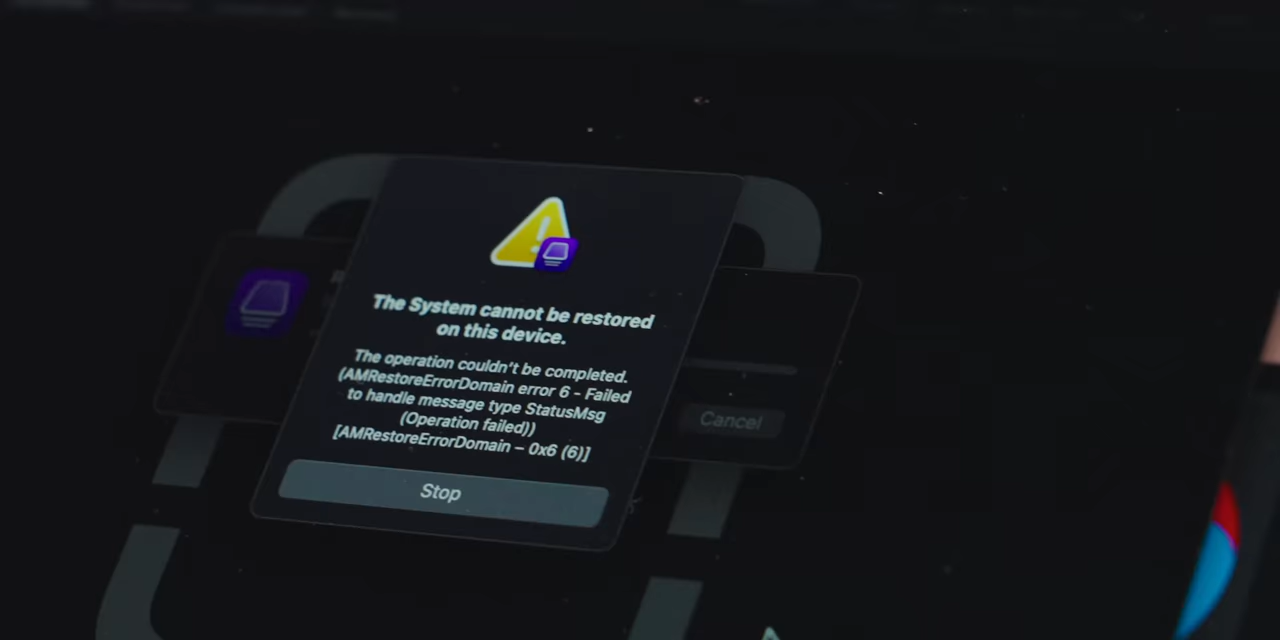 The System cannot be restored
on this device.
The operation couldn't be completed.
(AMRestoreErrorDomain error 6 - Failed
to handle message type StatusMsg
(Operation failed))
[AMRestoreErrorDomain – 0x6 (6)]
Cancel
Stop